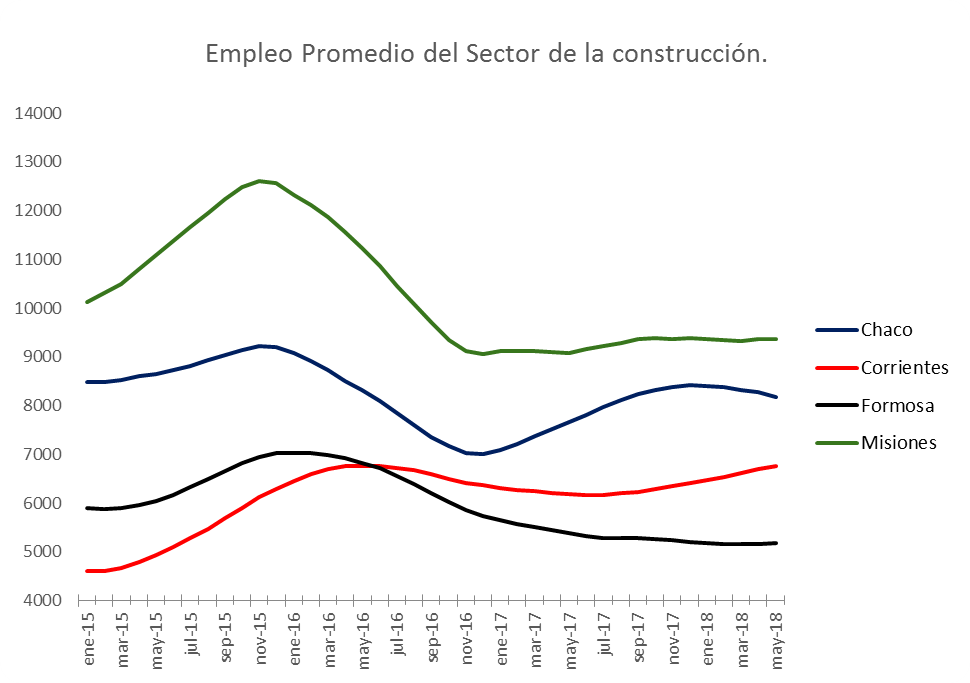 Empleo Promedio del Sector de la construcción.
14000
13000
12000
11000
10000
9000
8000
7000
6000
5000
4000
ene-15
mar-15
may-15
jul-15
sep-15
nov-15
ene-16
mar-16
may-16
jul-16
sep-16
nov-16
ene-17
mar-17
may-17
jul-17
sep-17
nov-17
ene-18
mar-18
may-18
Chaco
Corrientes
Formosa
Misiones